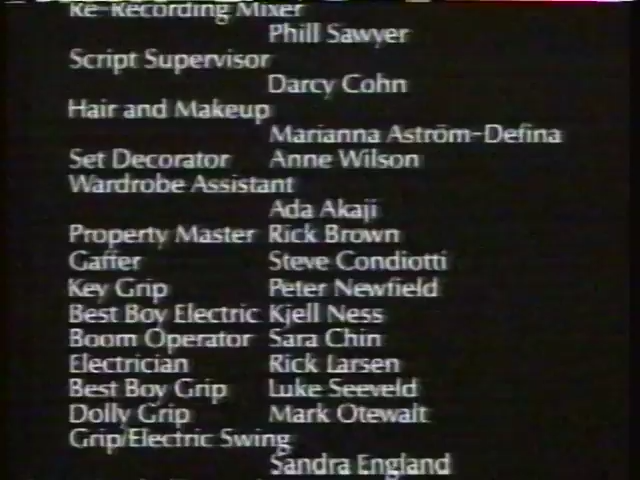 Re-Recording Mixer
Phill Sawyer
Script Supervisor
Darcy Cohn
Hair and Makeup
Marianna Aström-Defina
Set Decorator Anne Wilson
Wardrobe Assistant
Ada Akaji
Property Master Rick Brown
Gaffer Steve Condiotti
Key Grip Peter Newfield
Best Boy Electric Kjell Ness
Boom Operator Sara Chin
Electrician Rick Larsen
Best Boy Grip Luke Seeveld
Dolly Grip Mark Otewalt
Grip/Electric Swing
Sandra England